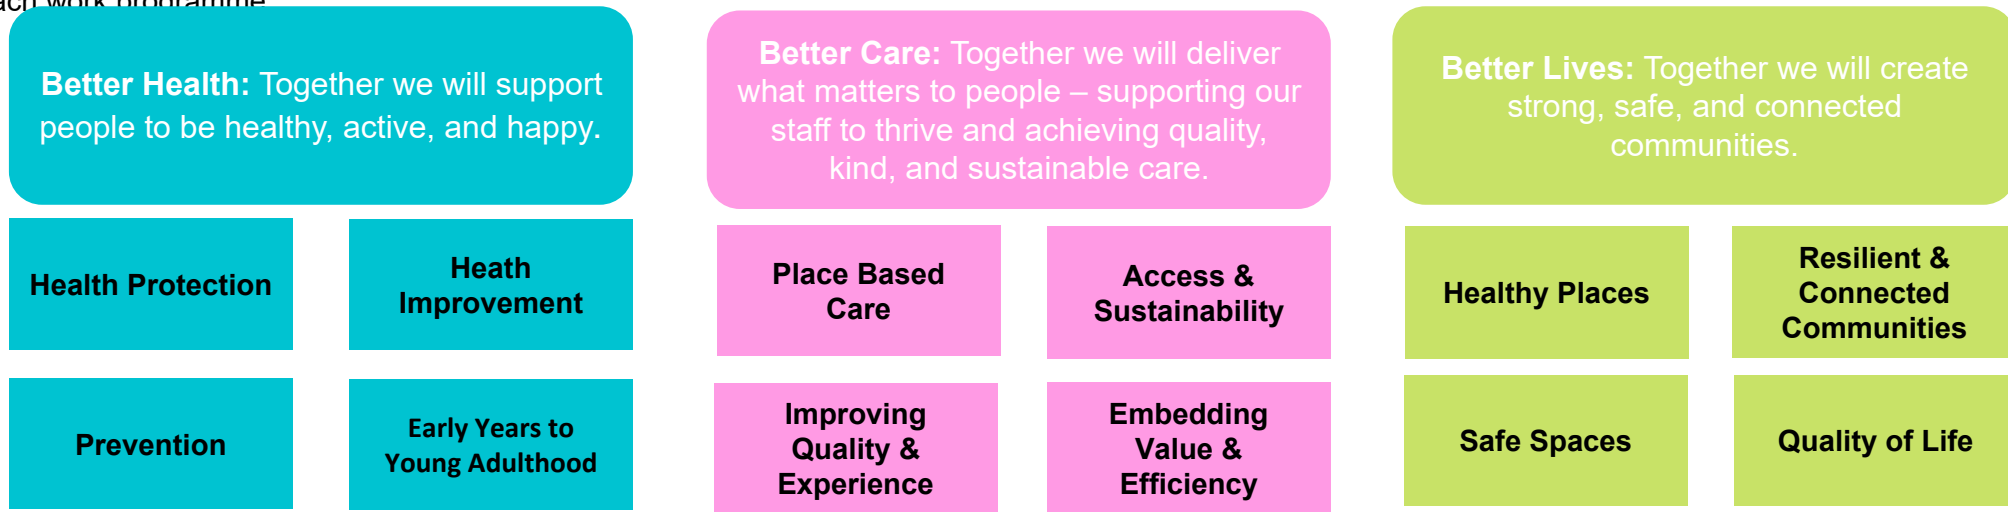 ach work programme
Better Health: Together we will support
people to be healthy, active, and happy.
Better Care: Together we will deliver
what matters to people – supporting our
staff to thrive and achieving quality,
kind, and sustainable care.
Better Lives: Together we will create
strong, safe, and connected
communities.
Health Protection
Heath
Improvement
Place Based
Care
Access &
Sustainability
Healthy Places
Resilient &
Connected
Communities
Prevention
Early Years to
Young Adulthood
Improving
Quality &
Experience
Embedding
Value &
Efficiency
Safe Spaces
Quality of Life